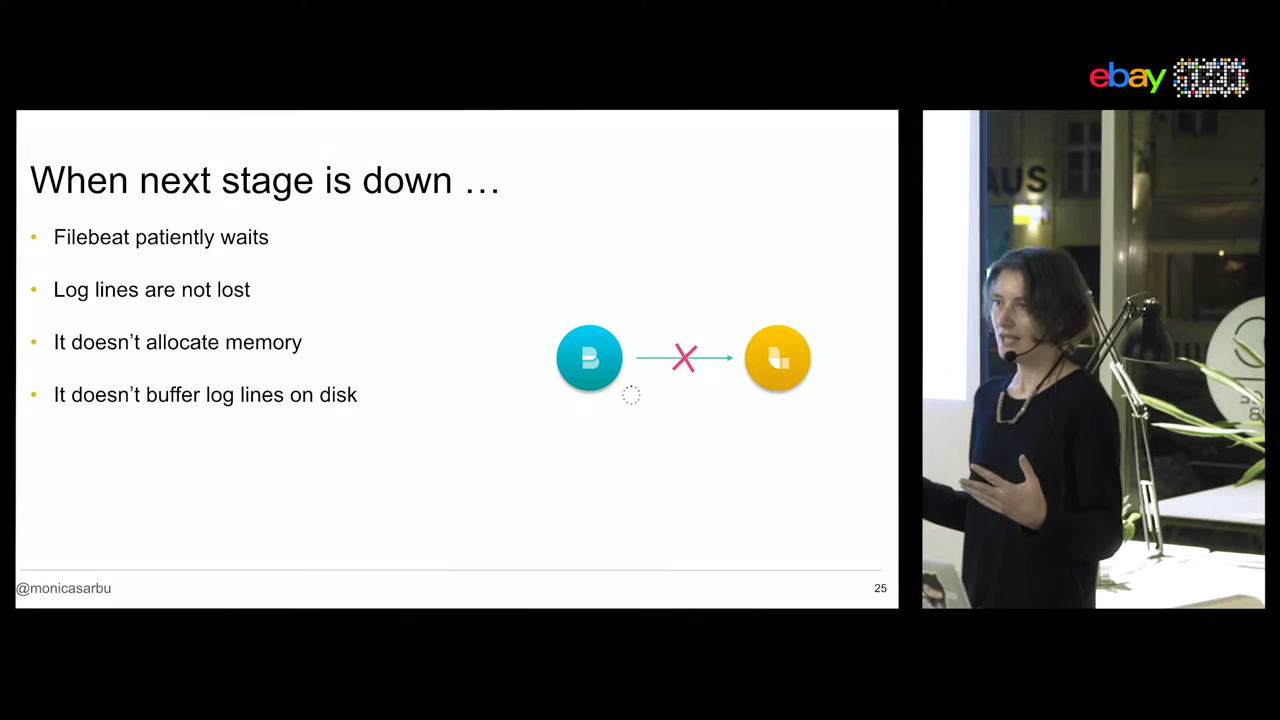 ebay
When next stage is down …
• Filebeat patiently waits
• Log lines are not lost
• It doesn’t allocate memory
• It doesn’t buffer log lines on disk
@monicasarbu
25
AUS